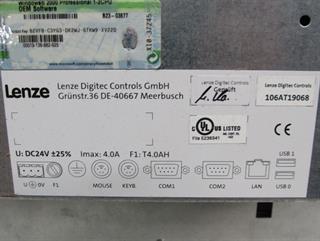 Windows 2000 Professional 1-2CPU
OEM Software
Lenze
Lenze Digitec Controls GmbH
Grünstr.36 DE-40667 Meerbusch
Lenze Digitec Controls
Geprüft
106AT19068
UL
LISTED
U: DC24V ±25%
Imax: 4.0A
F1: T4.0AH
USB 1
U
0V
F1
MOUSE
KEYB.
COM1
COM2
LAN
USB 0